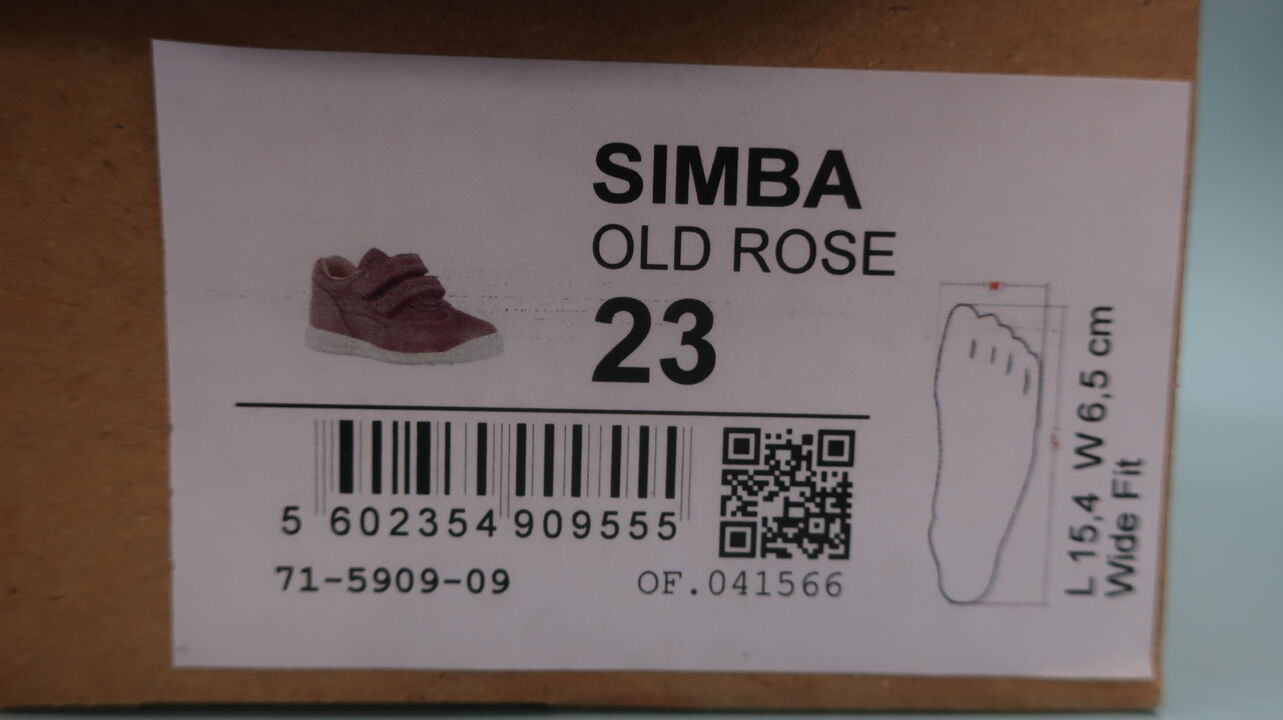 SIMBA
OLD ROSE
23
5 602354 909555
71-5909-09
OF.041566
L 15,4 W 6,5 cm
Wide Fit